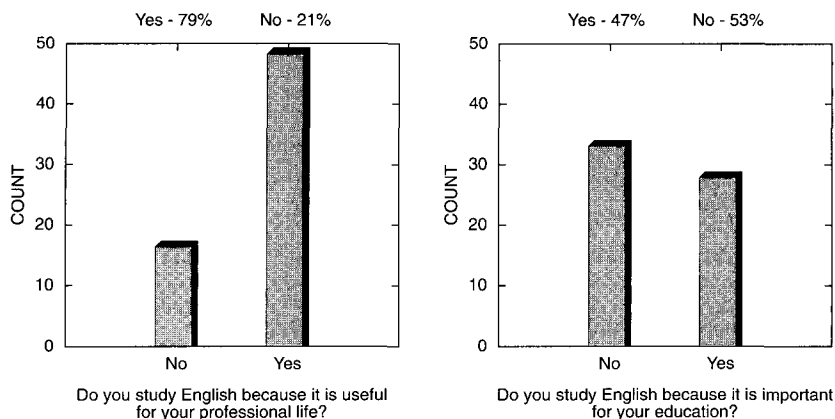 Yes - 79% No - 21%
50
40
30
20
10
0
COUNT
No Yes
Do you study English because it is useful
for your professional life?
Yes - 47% No - 53%
50
40
30
20
10
0
COUNT
No Yes
Do you study English because it is important
for your education?